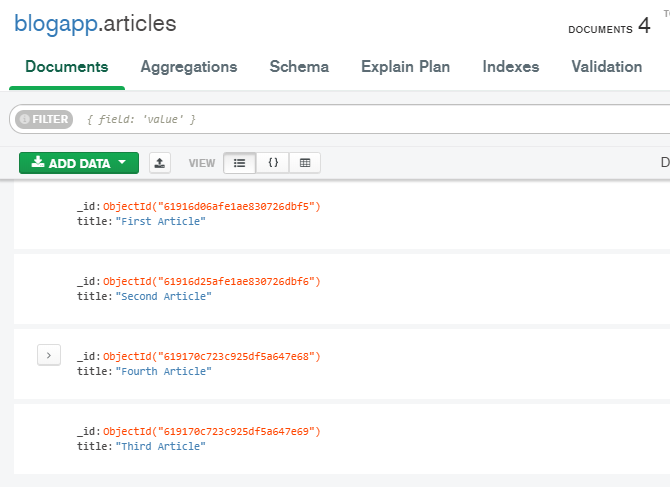 blogapp.articles
DOCUMENTS 4
Documents Aggregations Schema Explain Plan Indexes Validation
FILTER { field: 'value' }
ADD DATA VIEW { }
_id: ObjectId("61916d06afe1ae830726dbf5")
title: "First Article"
_id: ObjectId("61916d25afe1ae830726dbf6")
title: "Second Article"
_id: ObjectId("619170c723c925df5a647e68")
title: "Fourth Article"
_id: ObjectId("619170c723c925df5a647e69")
title: "Third Article"